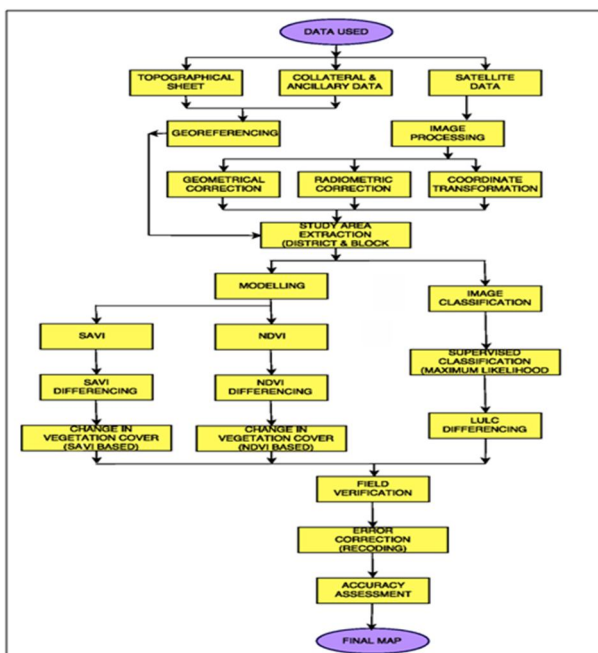 DATA USED
TOPOGRAPHICAL
SHEET
COLLATERAL &
ANCILLARY DATA
SATELLITE
DATA
GEOREFERENCING
IMAGE
PROCESSING
GEOMETRICAL
CORRECTION
RADIOMETRIC
CORRECTION
COORDINATE
TRANSFORMATION
STUDY AREA
EXTRACTION
(DISTRICT & BLOCK
MODELLING
IMAGE
CLASSIFICATION
SAVI
NDVI
SUPERVISED
CLASSIFICATION
(MAXIMUM LIKELIHOOD
SAVI
DIFFERENCING
NDVI
DIFFERENCING
CHANGE IN
VEGETATION COVER
(SAVI BASED)
CHANGE IN
VEGETATION COVER
(NDVI BASED)
LULC
DIFFERENCING
FIELD
VERIFICATION
ERROR
CORRECTION
(RECODING)
ACCURACY
ASSESSMENT
FINAL MAP